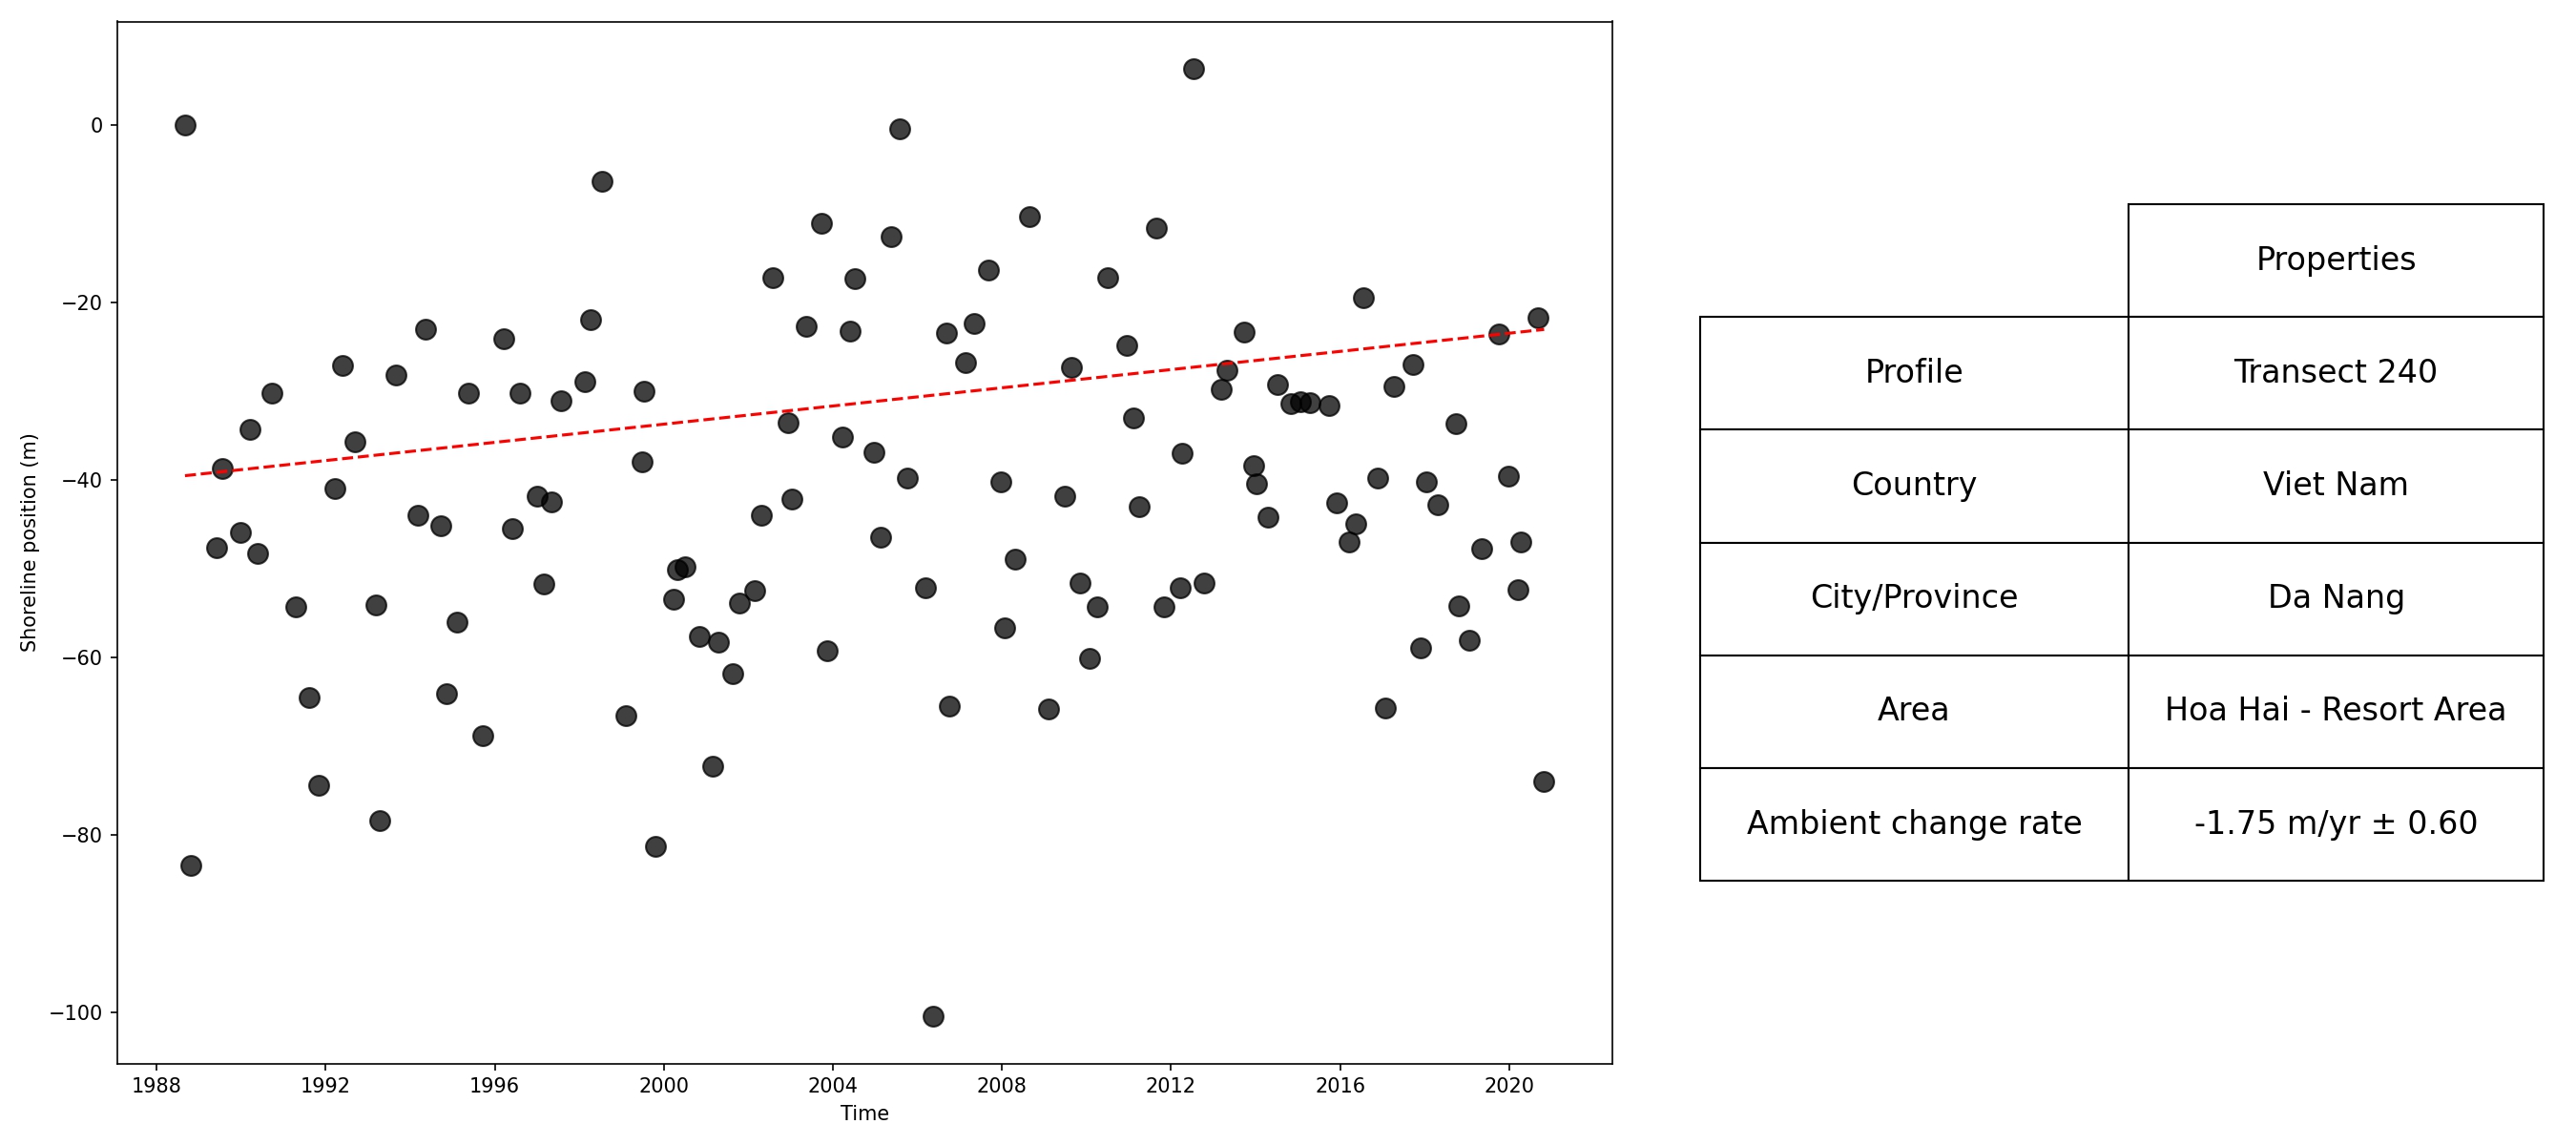 0
−20
−40
−60
−80
−100
Shoreline position (m)
1988 1992 1996 2000 2004 2008 2012 2016 2020
Time
Properties
Profile Transect 240
Country Viet Nam
City/Province Da Nang
Area Hoa Hai - Resort Area
Ambient change rate -1.75 m/yr ± 0.60